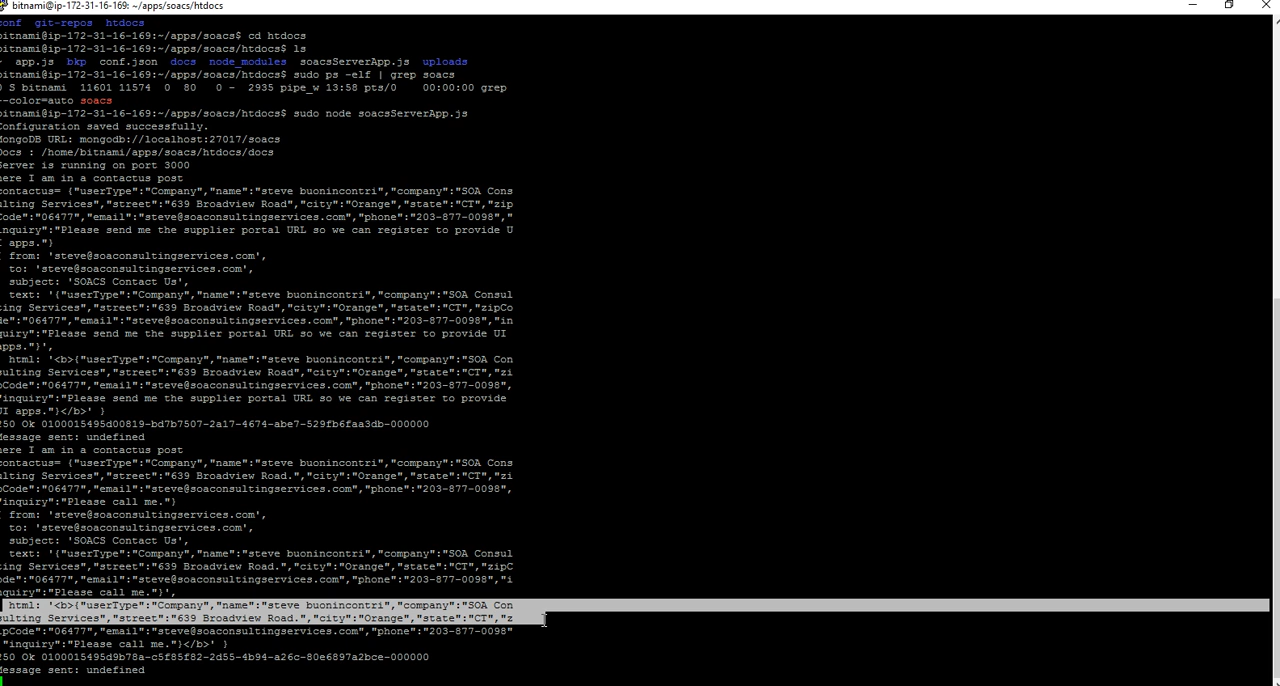 bitnami@ip-172-31-16-169: ~/apps/soacs/htdocs
conf git-repos htdocs
bitnami@ip-172-31-16-169:~/apps/soacs$ cd htdocs
bitnami@ip-172-31-16-169:~/apps/soacs/htdocs$ ls
- app.js bkp conf.json docs node_modules soacsServerApp.js uploads
bitnami@ip-172-31-16-169:~/apps/soacs/htdocs$ sudo ps -elf | grep soacs
0 S bitnami 11601 11574 0 80 0 - 2935 pipe_w 13:58 pts/0 00:00:00 grep
--color=auto soacs
bitnami@ip-172-31-16-169:~/apps/soacs/htdocs$ sudo node soacsServerApp.js
Configuration saved successfully.
MongoDB URL: mongodb://localhost:27017/soacs
Docs : /home/bitnami/apps/soacs/htdocs/docs
Server is running on port 3000
here I am in a contactus post
contactus= {"userType":"Company","name":"steve buonincontri","company":"SOA Cons
ulting Services","street":"639 Broadview Road","city":"Orange","state":"CT","zip
Code":"06477","email":"steve@soaconsultingservices.com","phone":"203-877-0098","
inquiry":"Please send me the supplier portal URL so we can register to provide U
I apps."}
{ from: 'steve@soaconsultingservices.com',
to: 'steve@soaconsultingservices.com',
subject: 'SOACS Contact Us',
text: '{"userType":"Company","name":"steve buonincontri","company":"SOA Consul
ting Services","street":"639 Broadview Road","city":"Orange","state":"CT","zipCo
de":"06477","email":"steve@soaconsultingservices.com","phone":"203-877-0098","in
quiry":"Please send me the supplier portal URL so we can register to provide UI
apps."}',
html: '<b>{"userType":"Company","name":"steve buonincontri","company":"SOA Con
sulting Services","street":"639 Broadview Road","city":"Orange","state":"CT","zi
pCode":"06477","email":"steve@soaconsultingservices.com","phone":"203-877-0098",
"inquiry":"Please send me the supplier portal URL so we can register to provide
UI apps."}</b>' }
250 Ok 0100015495d00819-bd7b7507-2a17-4674-abe7-529fb6faa3db-000000
Message sent: undefined
here I am in a contactus post
contactus= {"userType":"Company","name":"steve buonincontri","company":"SOA Cons
ulting Services","street":"639 Broadview Road.","city":"Orange","state":"CT","zi
pCode":"06477","email":"steve@soaconsultingservices.com","phone":"203-877-0098",
"inquiry":"Please call me."}
{ from: 'steve@soaconsultingservices.com',
to: 'steve@soaconsultingservices.com',
subject: 'SOACS Contact Us',
text: '{"userType":"Company","name":"steve buonincontri","company":"SOA Consul
ting Services","street":"639 Broadview Road.","city":"Orange","state":"CT","zipC
ode":"06477","email":"steve@soaconsultingservices.com","phone":"203-877-0098","i
nquiry":"Please call me."}',
html: '<b>{"userType":"Company","name":"steve buonincontri","company":"SOA Con
sulting Services","street":"639 Broadview Road.","city":"Orange","state":"CT","z
ipCode":"06477","email":"steve@soaconsultingservices.com","phone":"203-877-0098"
,"inquiry":"Please call me."}</b>' }
250 Ok 0100015495d9b78a-c5f85f82-2d55-4b94-a26c-80e6897a2bce-000000
Message sent: undefined